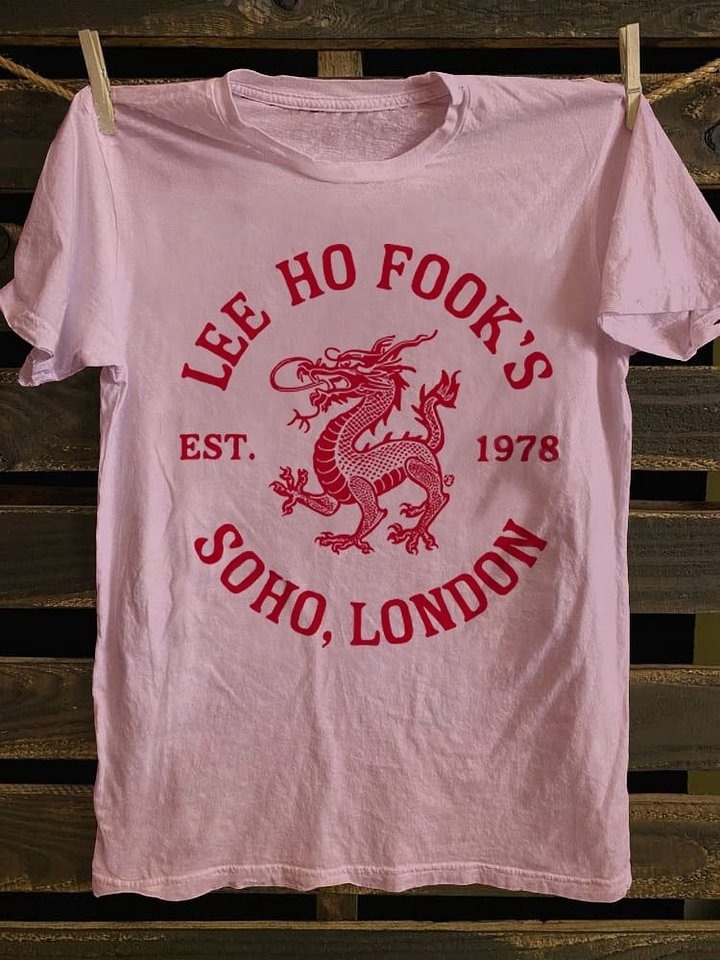 LEE HO FOOK'S
EST. 1978
SOHO, LONDON